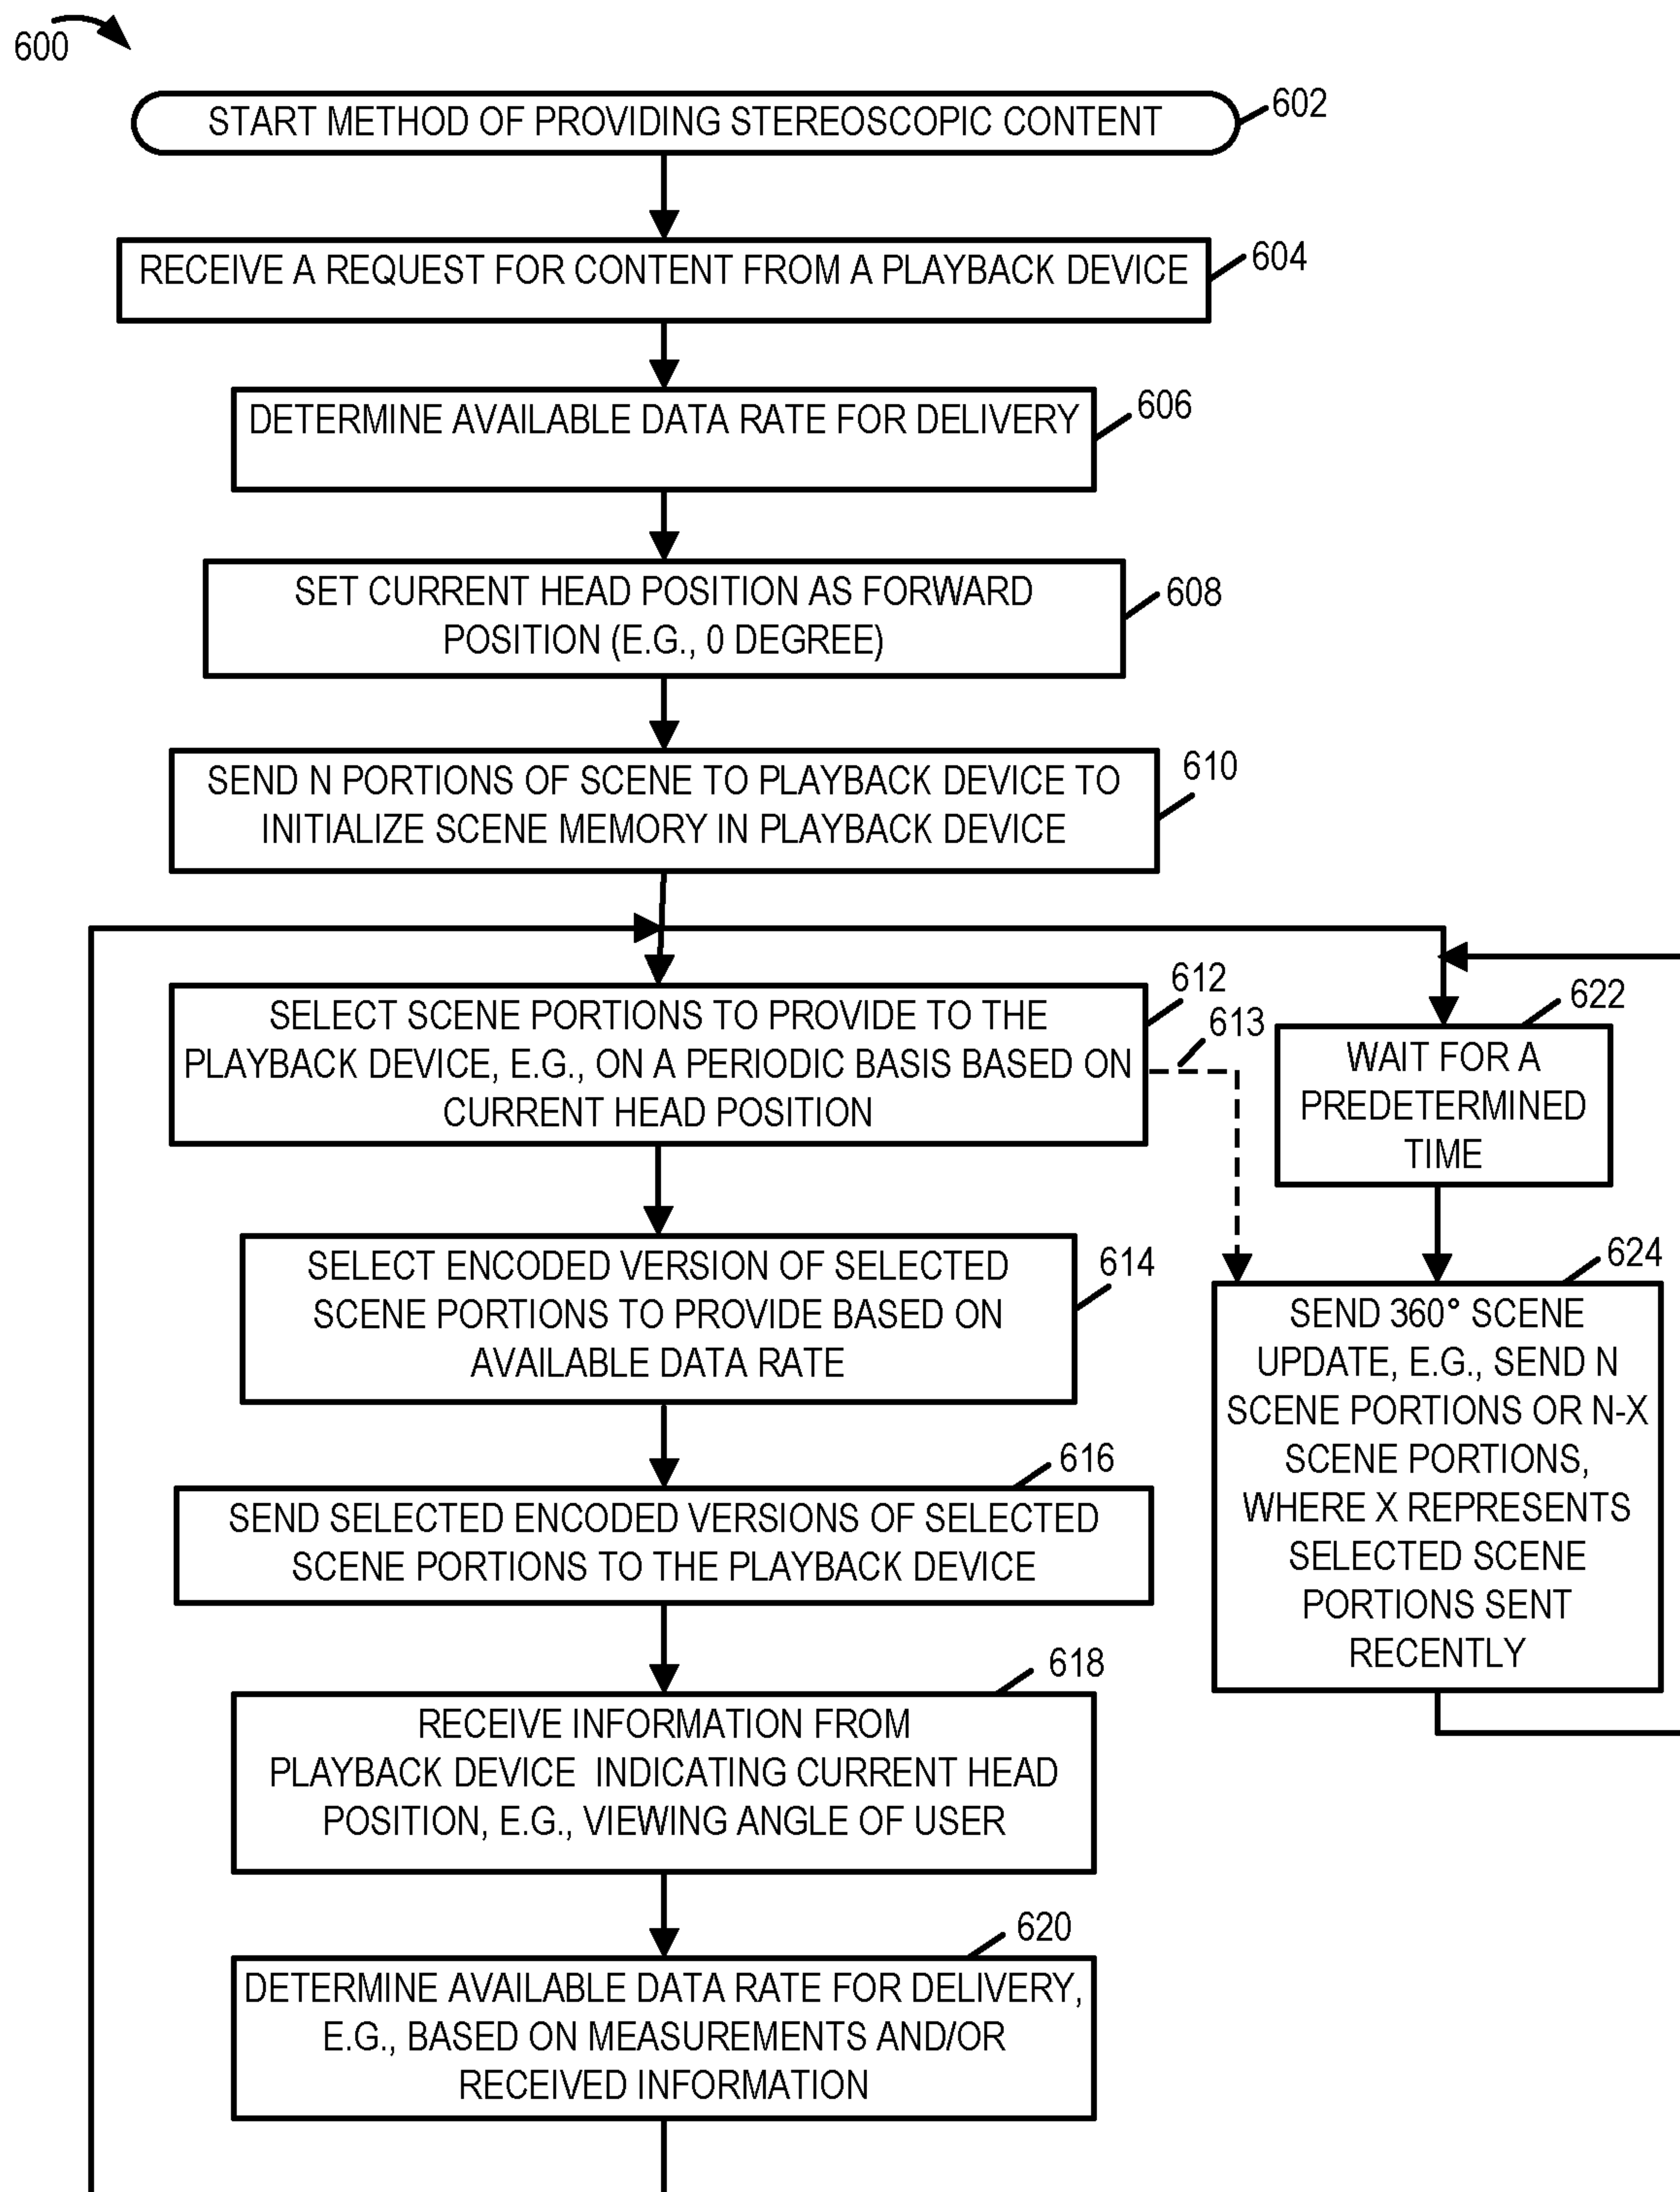 600
START METHOD OF PROVIDING STEREOSCOPIC CONTENT
602
RECEIVE A REQUEST FOR CONTENT FROM A PLAYBACK DEVICE
604
DETERMINE AVAILABLE DATA RATE FOR DELIVERY
606
SET CURRENT HEAD POSITION AS FORWARD
POSITION (E.G., 0 DEGREE)
608
SEND N PORTIONS OF SCENE TO PLAYBACK DEVICE TO
INITIALIZE SCENE MEMORY IN PLAYBACK DEVICE
610
SELECT SCENE PORTIONS TO PROVIDE TO THE
PLAYBACK DEVICE, E.G., ON A PERIODIC BASIS BASED ON
CURRENT HEAD POSITION
612
613
SELECT ENCODED VERSION OF SELECTED
SCENE PORTIONS TO PROVIDE BASED ON
AVAILABLE DATA RATE
614
SEND SELECTED ENCODED VERSIONS OF SELECTED
SCENE PORTIONS TO THE PLAYBACK DEVICE
616
RECEIVE INFORMATION FROM
PLAYBACK DEVICE INDICATING CURRENT HEAD
POSITION, E.G., VIEWING ANGLE OF USER
618
DETERMINE AVAILABLE DATA RATE FOR DELIVERY,
E.G., BASED ON MEASUREMENTS AND/OR
RECEIVED INFORMATION
620
WAIT FOR A
PREDETERMINED
TIME
622
SEND 360° SCENE
UPDATE, E.G., SEND N
SCENE PORTIONS OR N-X
SCENE PORTIONS,
WHERE X REPRESENTS
SELECTED SCENE
PORTIONS SENT
RECENTLY
624